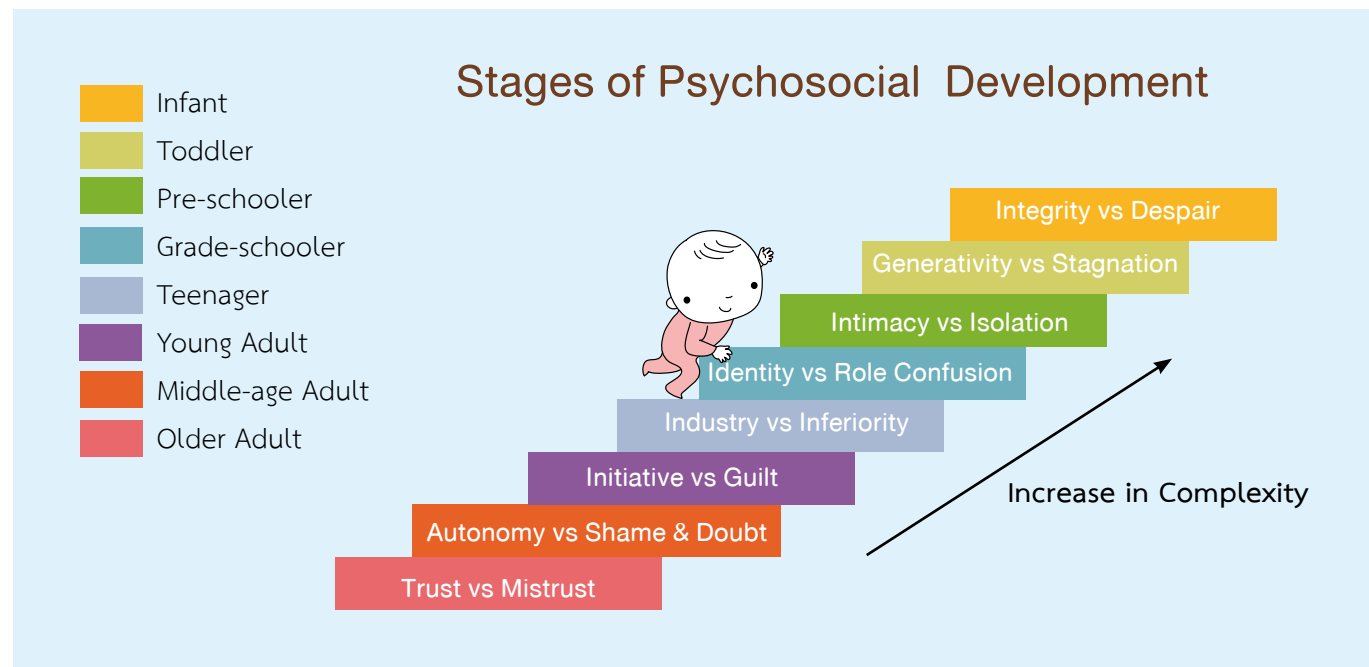 Stages of Psychosocial Development
Infant
Toddler
Pre-schooler
Grade-schooler
Teenager
Young Adult
Middle-age Adult
Older Adult
Integrity vs Despair
Generativity vs Stagnation
Intimacy vs Isolation
Identity vs Role Confusion
Industry vs Inferiority
Initiative vs Guilt
Autonomy vs Shame & Doubt
Trust vs Mistrust
Increase in Complexity